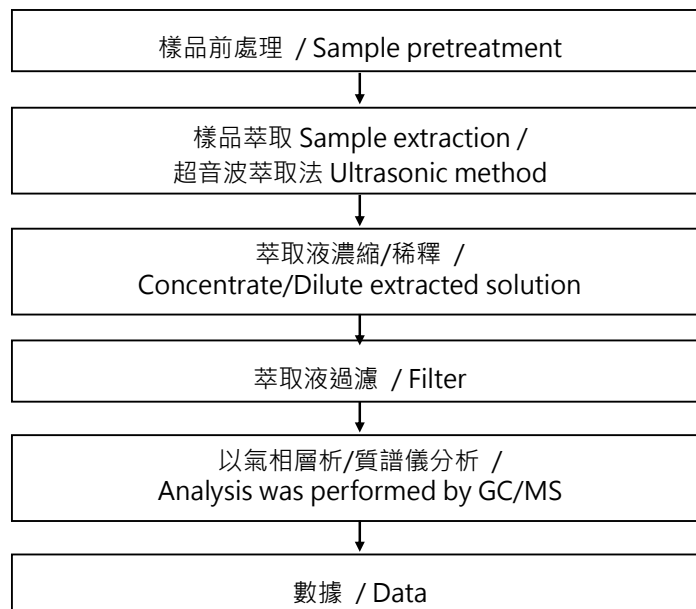 樣品前處理 / Sample pretreatment
樣品萃取 Sample extraction /
超音波萃取法 Ultrasonic method
萃取液濃縮/稀釋 /
Concentrate/Dilute extracted solution
萃取液過濾 / Filter
以氣相層析/質譜儀分析 /
Analysis was performed by GC/MS
數據 / Data